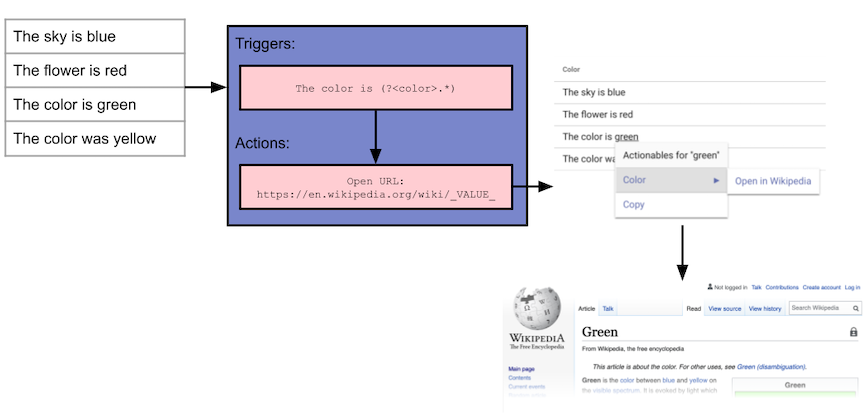 The sky is blue
The flower is red
The color is green
The color was yellow
Triggers:
The color is (?<color>.*)
Actions:
Open URL:
https://en.wikipedia.org/wiki/_VALUE_
Color
The sky is blue
The flower is red
The color is green
The color wa
Actionables for "green"
Color
Open in Wikipedia
Copy
Not logged in Talk Contributions Create account Log in
Article Talk Read View source View history Search Wikipedia
WIKIPEDIA
The Free Encyclopedia
Main page
Contents
Current events
Green
From Wikipedia, the free encyclopedia
This article is about the color. For other uses, see Green (disambiguation).
Green is the color between blue and yellow on
the visible spectrum. It is evoked by light which
Green